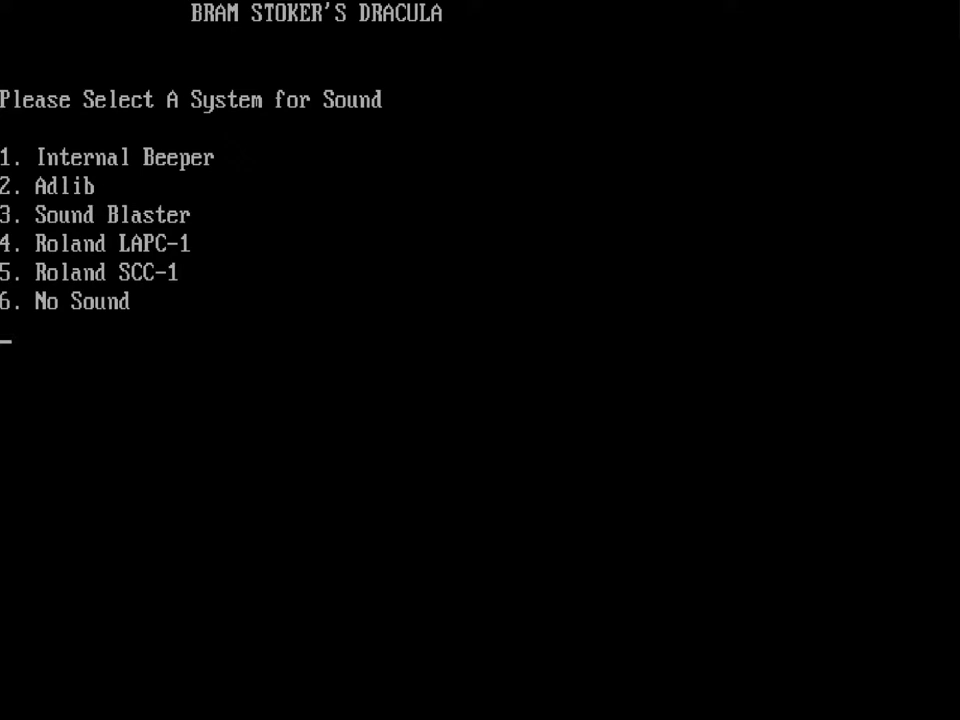 BRAM STOKER'S DRACULA
Please Select A System for Sound
1. Internal Beeper
2. Adlib
3. Sound Blaster
4. Roland LAPC-1
5. Roland SCC-1
6. No Sound